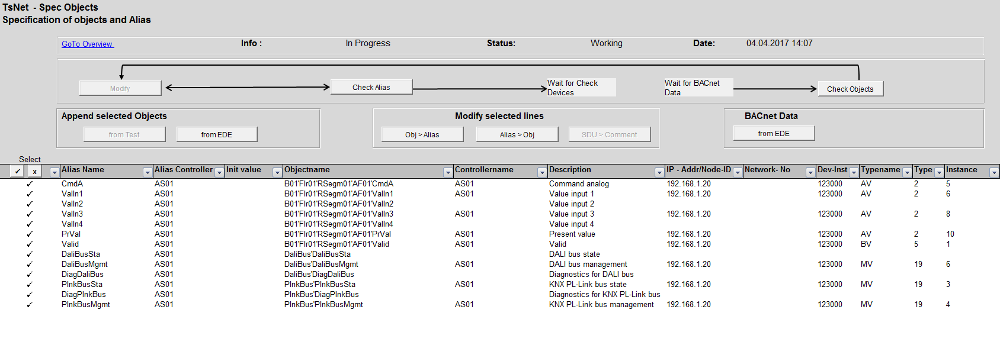 TsNet - Spec Objects
Specification of objects and Alias
GoTo Overview Info : In Progress Status: Working Date: 04.04.2017 14:07
Modify Check Alias Wait for Check Devices Wait for BACnet Data Check Objects
Append selected Objects Modify selected lines BACnet Data
from Test from EDE Obj > Alias Alias > Obj SDU > Comment from EDE
Select
✓ x Alias Name Alias Controller Init value Objectname Controllername Description IP - Addr/Node-ID Network- No Dev-Inst Typename Type Instance
✓ CmdA AS01 B01'Flr01'RSegm01'AF01'CmdA AS01 Command analog 192.168.1.20 123000 AV 2 5
✓ ValIn1 AS01 B01'Flr01'RSegm01'AF01'ValIn1 AS01 Value input 1 192.168.1.20 123000 AV 2 6
✓ ValIn2 AS01 B01'Flr01'RSegm01'AF01'ValIn2 Value input 2
✓ ValIn3 AS01 B01'Flr01'RSegm01'AF01'ValIn3 AS01 Value input 3 192.168.1.20 123000 AV 2 8
✓ ValIn4 AS01 B01'Flr01'RSegm01'AF01'ValIn4 Value input 4
✓ PrVal AS01 B01'Flr01'RSegm01'AF01'PrVal AS01 Present value 192.168.1.20 123000 AV 2 10
✓ Valid AS01 B01'Flr01'RSegm01'AF01'Valid AS01 Valid 192.168.1.20 123000 BV 5 1
✓ DaliBusSta AS01 DaliBus'DaliBusSta DALI bus state
✓ DaliBusMgmt AS01 DaliBus'DaliBusMgmt AS01 DALI bus management 192.168.1.20 123000 MV 19 6
✓ DiagDaliBus AS01 DaliBus'DiagDaliBus Diagnostics for DALI bus
✓ PlnkBusSta AS01 PlnkBus'PlnkBusSta AS01 KNX PL-Link bus state 192.168.1.20 123000 MV 19 3
✓ DiagPlnkBus AS01 PlnkBus'DiagPlnkBus Diagnostics for KNX PL-Link bus
✓ PlnkBusMgmt AS01 PlnkBus'PlnkBusMgmt AS01 KNX PL-Link bus management 192.168.1.20 123000 MV 19 4